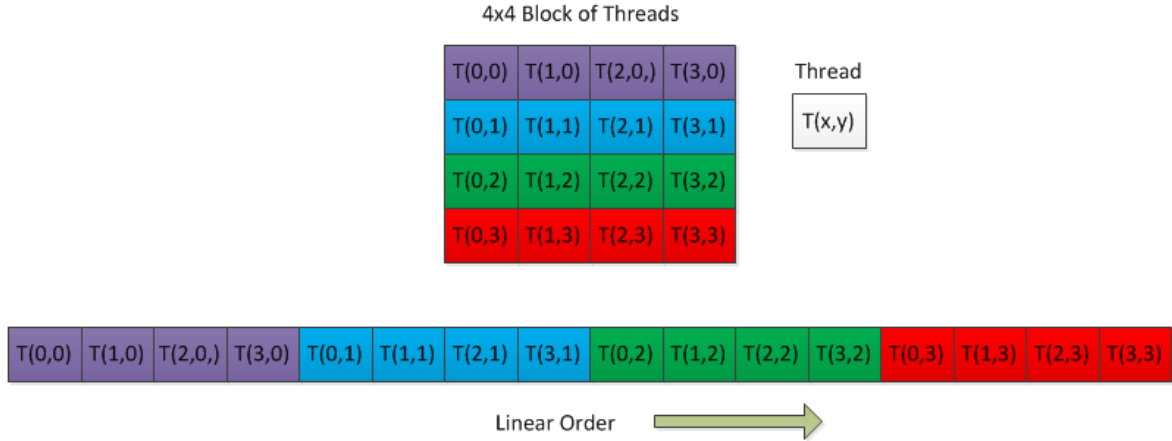 4x4 Block of Threads
T(0,0) T(1,0) T(2,0,) T(3,0)
Thread
T(0,1) T(1,1) T(2,1) T(3,1)
T(x,y)
T(0,2) T(1,2) T(2,2) T(3,2)
T(0,3) T(1,3) T(2,3) T(3,3)
T(0,0) T(1,0) T(2,0,) T(3,0) T(0,1) T(1,1) T(2,1) T(3,1) T(0,2) T(1,2) T(2,2) T(3,2) T(0,3) T(1,3) T(2,3) T(3,3)
Linear Order